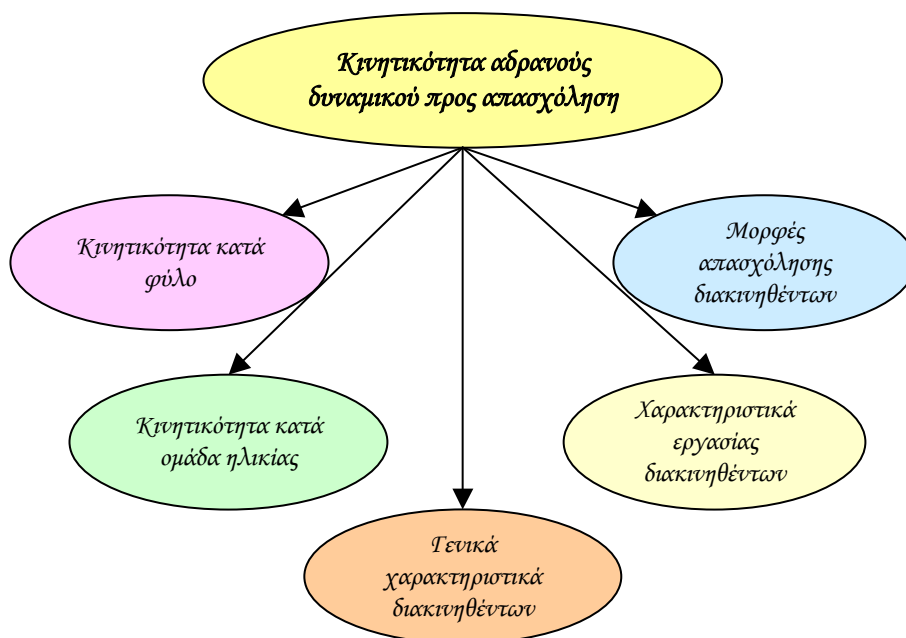 Κινητικότητα αδρανούς
δυναμικού προς απασχόληση
Κινητικότητα κατά
φύλο
Μορφές
απασχόλησης
διακινηθέντων
Κινητικότητα κατά
ομάδα ηλικίας
Χαρακτηριστικά
εργασίας
διακινηθέντων
Γενικά
χαρακτηριστικά
διακινηθέντων